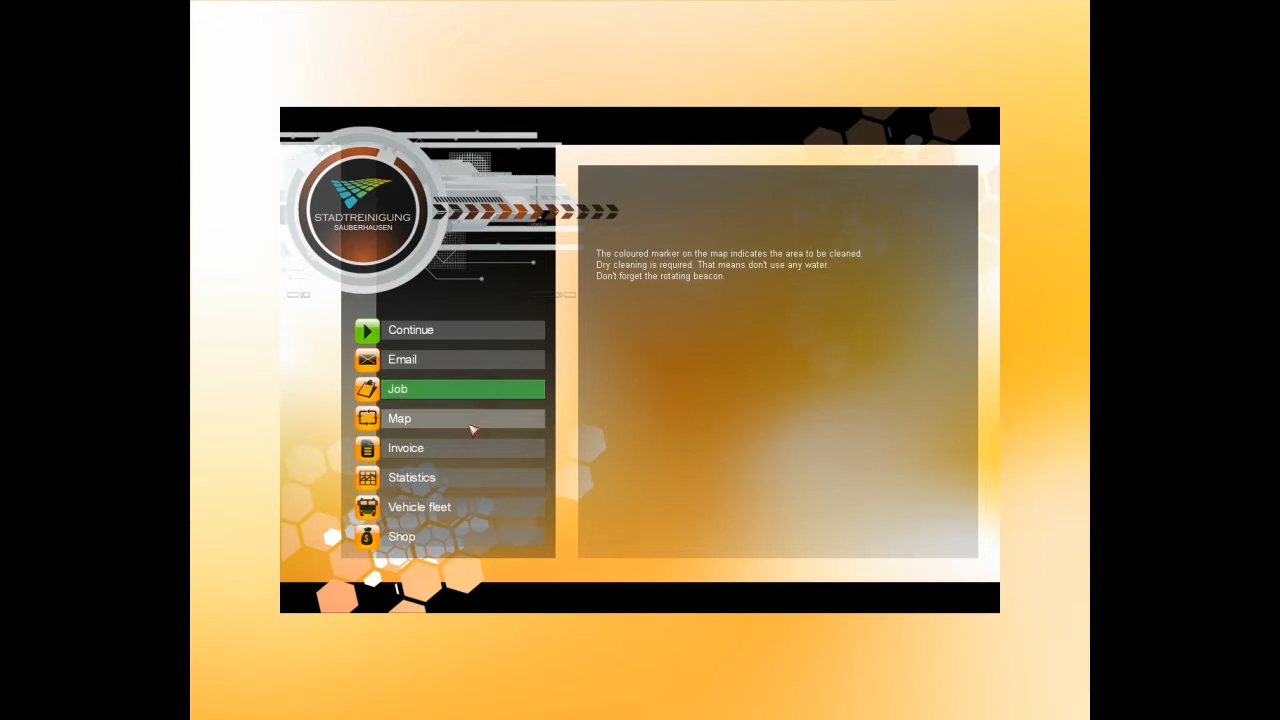 STADTREINIGUNG
SAUBERHAUSEN
The coloured marker on the map indicates the area to be cleaned.
Dry cleaning is required. That means don't use any water.
Don't forget the rotating beacon.
Continue
Email
Job
Map
Invoice
Statistics
Vehicle fleet
Shop